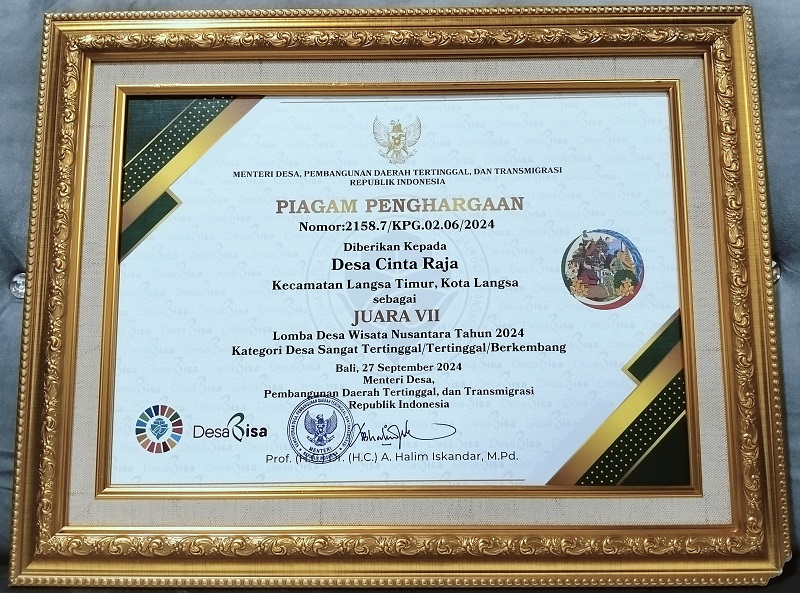 MENTERI DESA, PEMBANGUNAN DAERAH TERTINGGAL, DAN TRANSMIGRASI
REPUBLIK INDONESIA
PIAGAM PENGHARGAAN
Nomor:2158.7/KPG.02.06/2024
Diberikan Kepada
Desa Cinta Raja
Kecamatan Langsa Timur, Kota Langsa
sebagai
JUARA VII
Lomba Desa Wisata Nusantara Tahun 2024
Kategori Desa Sangat Tertinggal/Tertinggal/Berkembang
Bali, 27 September 2024
Menteri Desa,
Pembangunan Daerah Tertinggal, dan Transmigrasi
Republik Indonesia
DesaBisa
MENTERI
Prof. (H.C.) Dr. (H.C.) A. Halim Iskandar, M.Pd.